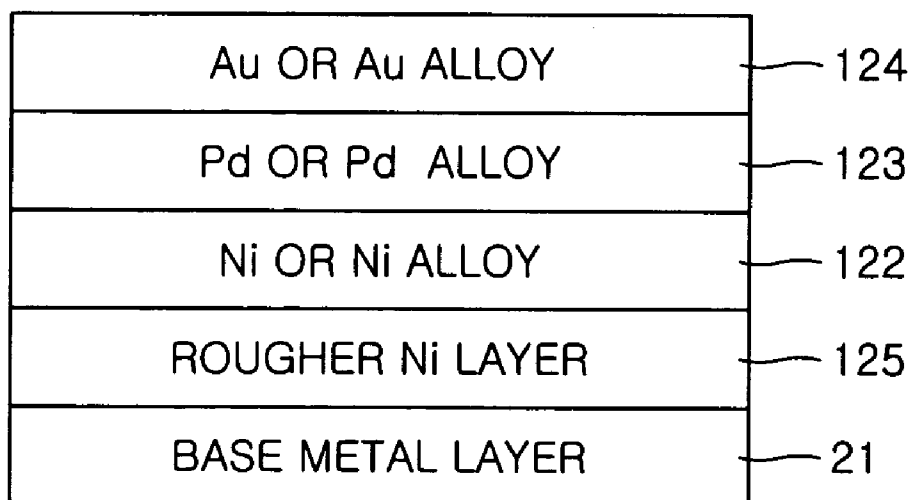 Au OR Au ALLOY 124
Pd OR Pd ALLOY 123
Ni OR Ni ALLOY 122
ROUGHER Ni LAYER 125
BASE METAL LAYER 21